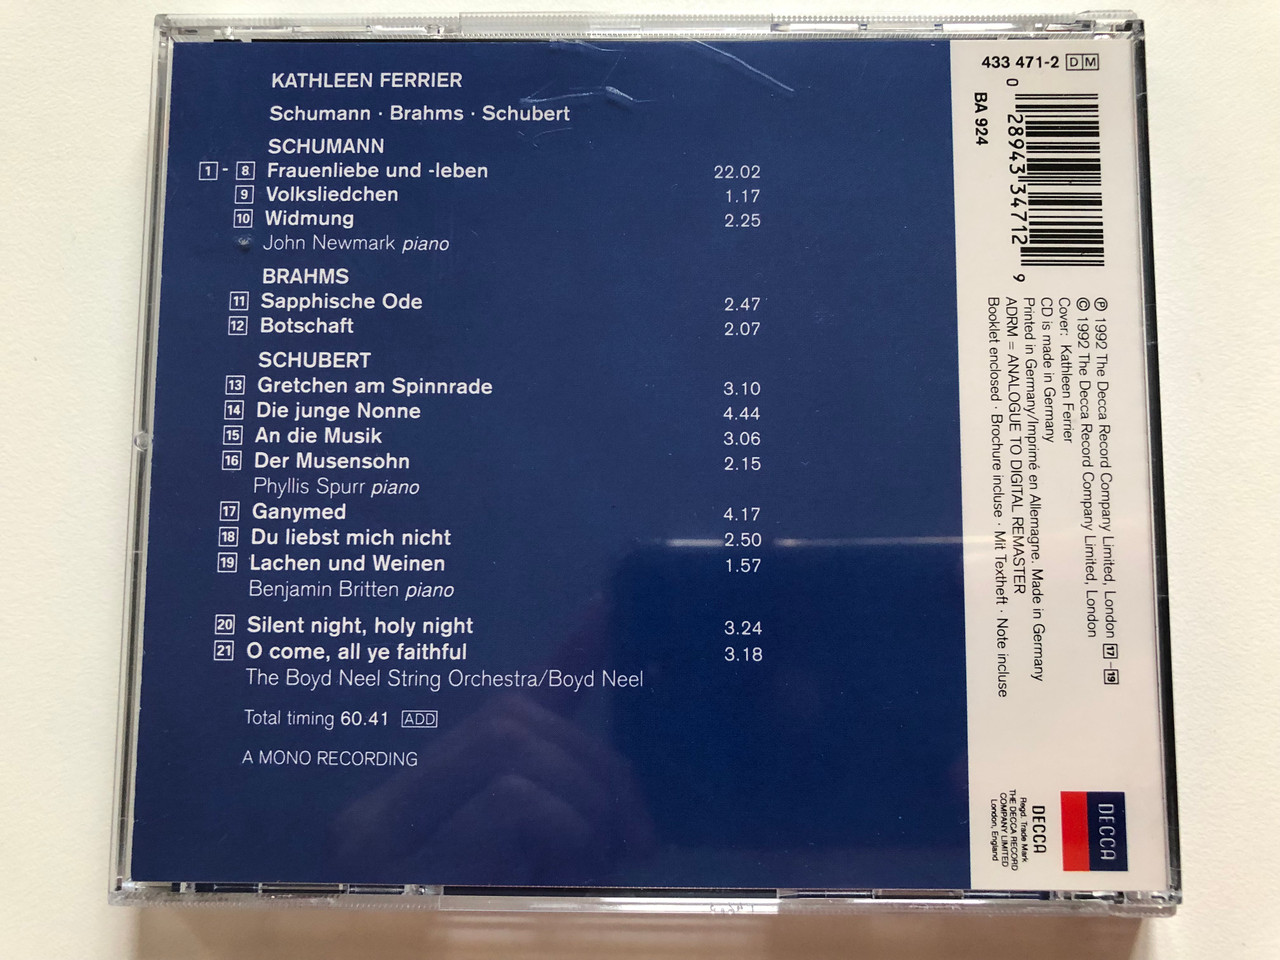 KATHLEEN FERRIER
Schumann · Brahms · Schubert
SCHUMANN
1 - 8 Frauenliebe und -leben 22.02
9 Volksliedchen 1.17
10 Widmung 2.25
John Newmark piano
BRAHMS
11 Sapphische Ode 2.47
12 Botschaft 2.07
SCHUBERT
13 Gretchen am Spinnrade 3.10
14 Die junge Nonne 4.44
15 An die Musik 3.06
16 Der Musensohn 2.15
Phyllis Spurr piano
17 Ganymed 4.17
18 Du liebst mich nicht 2.50
19 Lachen und Weinen 1.57
Benjamin Britten piano
20 Silent night, holy night 3.24
21 O come, all ye faithful 3.18
The Boyd Neel String Orchestra/Boyd Neel
Total timing 60.41 ADD
A MONO RECORDING
433 471-2 DM
0 28943 34712 9
BA 924
℗ 1992 The Decca Record Company Limited, London 17-19
© 1992 The Decca Record Company Limited, London
Cover: Kathleen Ferrier
CD is made in Germany
Printed in Germany/Imprimé en Allemagne. Made in Germany
ADRM = ANALOGUE TO DIGITAL REMASTER
Booklet enclosed · Brochure incluse · Mit Textheft · Note incluse
DECCA
DECCA
Regd. Trade Mark
THE DECCA RECORD
COMPANY LIMITED
London, England